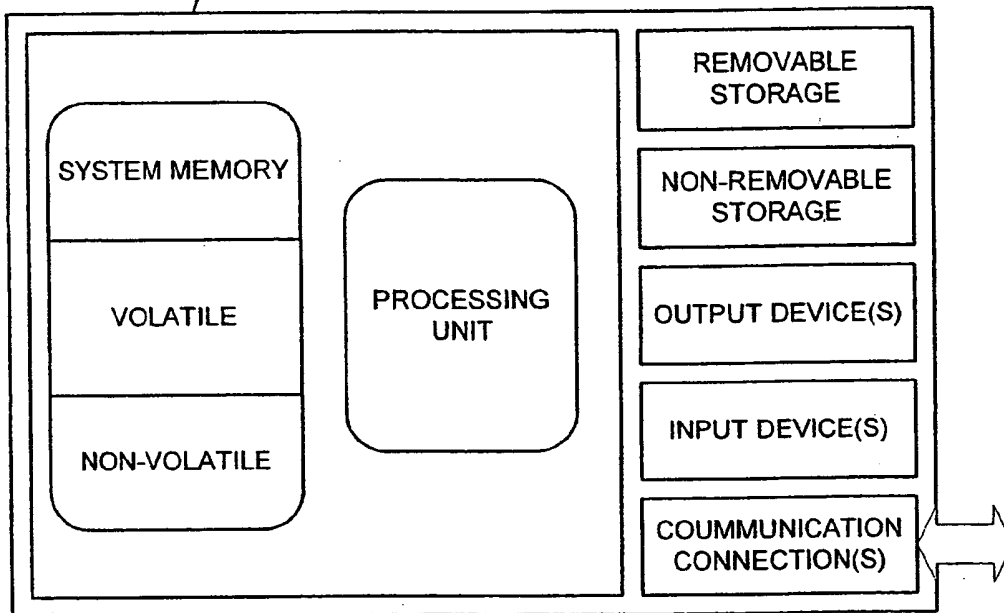 SYSTEM MEMORY
VOLATILE
NON-VOLATILE
PROCESSING
UNIT
REMOVABLE
STORAGE
NON-REMOVABLE
STORAGE
OUTPUT DEVICE(S)
INPUT DEVICE(S)
COUMMUNICATION
CONNECTION(S)